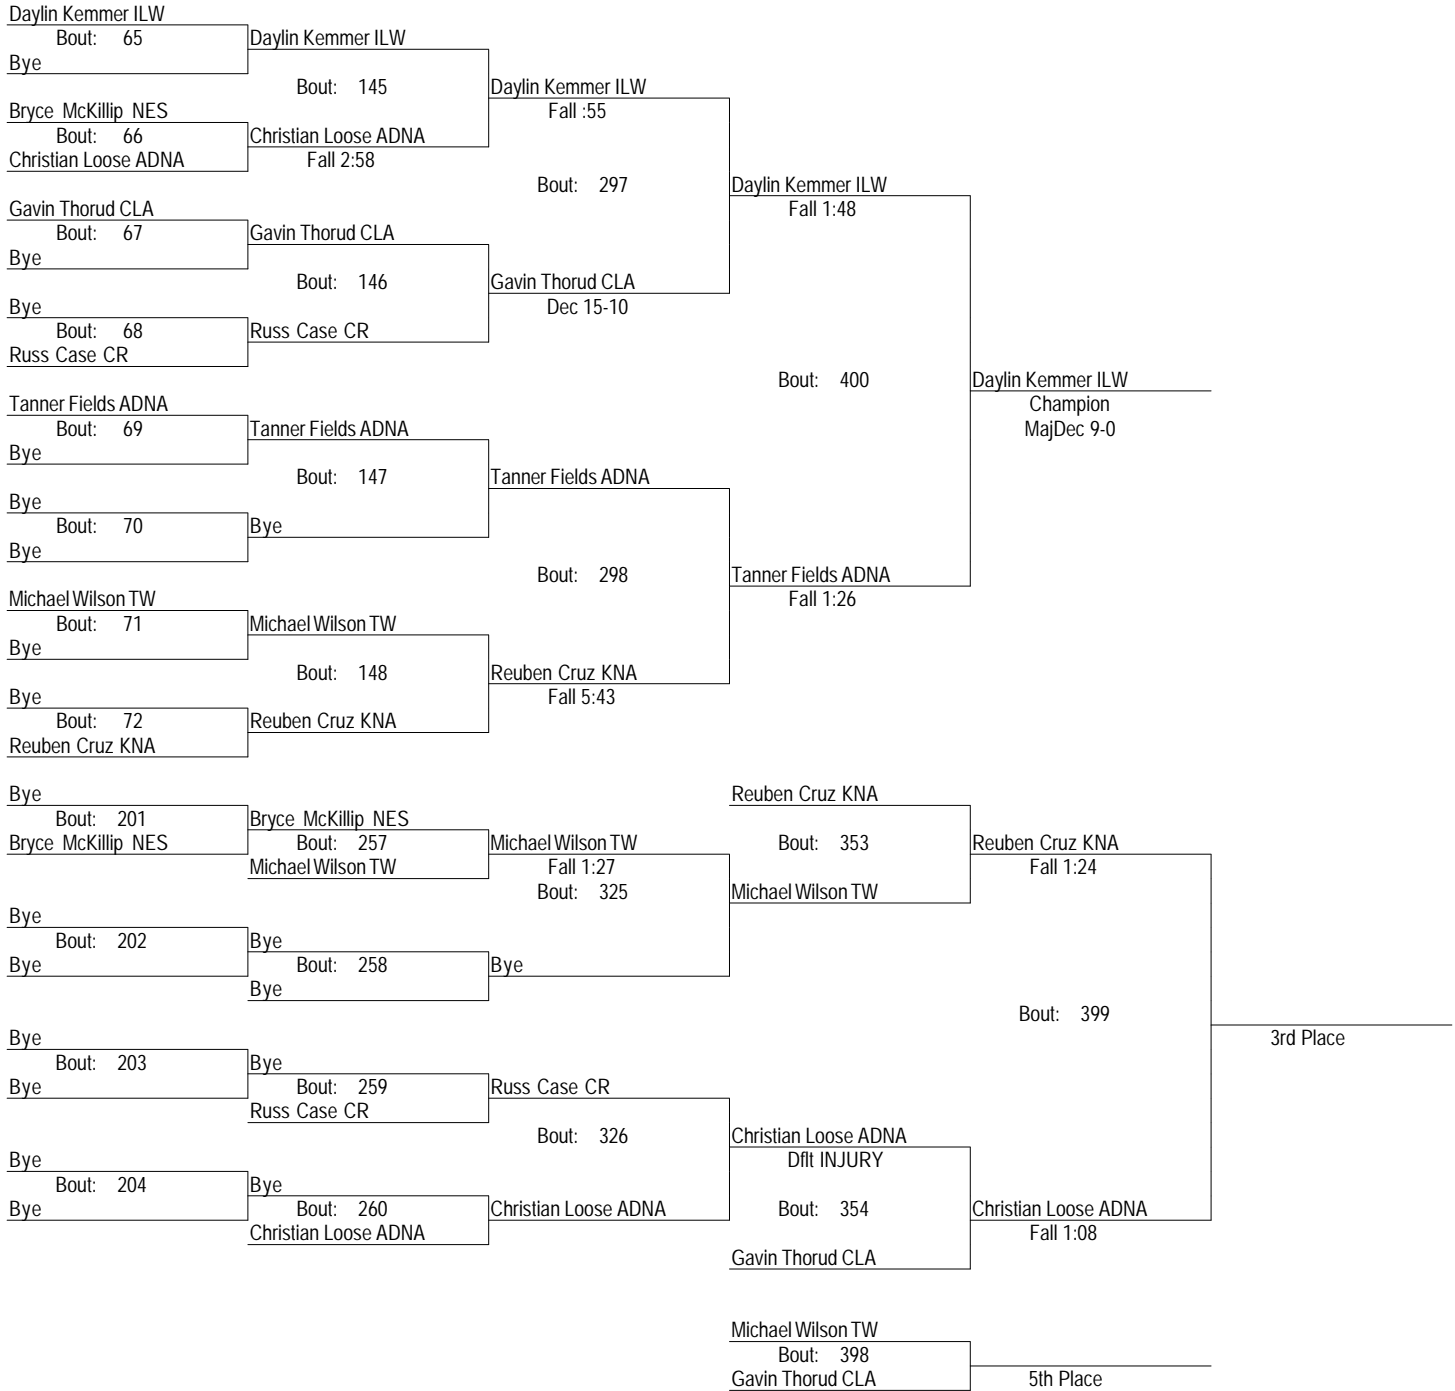 Daylin Kemmer ILW
Bout: 65
Daylin Kemmer ILW
Bye
Bout: 145
Daylin Kemmer ILW
Bryce McKillip NES
Fall :55
Bout: 66
Christian Loose ADNA
Christian Loose ADNA
Fall 2:58
Bout: 297
Daylin Kemmer ILW
Gavin Thorud CLA
Fall 1:48
Bout: 67
Gavin Thorud CLA
Bye
Bout: 146
Gavin Thorud CLA
Bye
Dec 15-10
Bout: 68
Russ Case CR
Russ Case CR
Bout: 400
Daylin Kemmer ILW
Tanner Fields ADNA
Champion
Bout: 69
Tanner Fields ADNA
MajDec 9-0
Bye
Bout: 147
Tanner Fields ADNA
Bye
Bout: 70
Bye
Bye
Bout: 298
Tanner Fields ADNA
Michael Wilson TW
Fall 1:26
Bout: 71
Michael Wilson TW
Bye
Bout: 148
Reuben Cruz KNA
Bye
Fall 5:43
Bout: 72
Reuben Cruz KNA
Reuben Cruz KNA
Bye
Reuben Cruz KNA
Bout: 201
Bryce McKillip NES
Bryce McKillip NES
Bout: 257
Michael Wilson TW
Bout: 353
Reuben Cruz KNA
Michael Wilson TW
Fall 1:27
Fall 1:24
Bout: 325
Michael Wilson TW
Bye
Bout: 202
Bye
Bye
Bout: 258
Bye
Bye
Bout: 399
Bye
3rd Place
Bout: 203
Bye
Bye
Bout: 259
Russ Case CR
Russ Case CR
Bout: 326
Christian Loose ADNA
Bye
Dflt INJURY
Bout: 204
Bye
Bye
Bout: 260
Christian Loose ADNA
Bout: 354
Christian Loose ADNA
Christian Loose ADNA
Fall 1:08
Gavin Thorud CLA
Michael Wilson TW
Bout: 398
Gavin Thorud CLA
5th Place